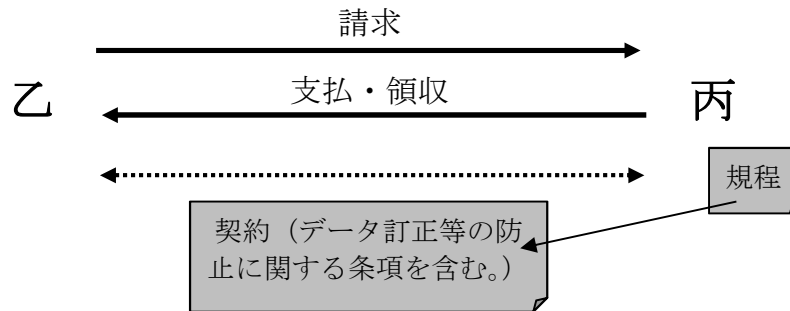 請求
乙
支払・領収
丙
規程
契約（データ訂正等の防
止に関する条項を含む。）